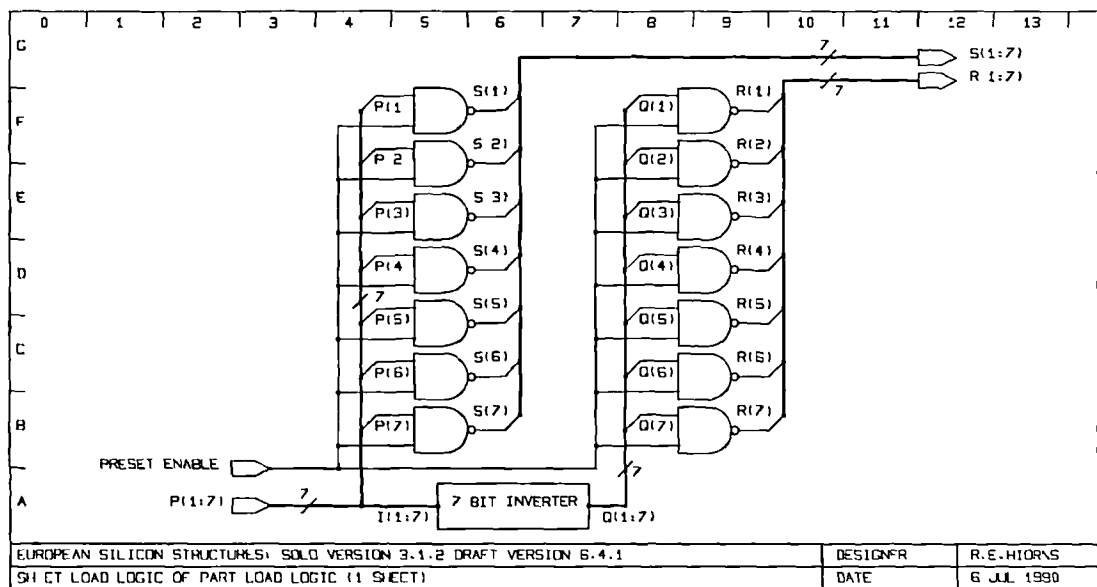 0 1 2 3 4 5 6 7 8 9 10 11 12 13
G
7 S(1:7)
7 R 1:7)
F
P(1 S(1) Q(1) R(1)
P 2 S 2) Q(2) R(2)
E
P(3) S 3) Q(3) R(3)
D
P(4 S(4) Q(4) R(4)
7
P(5) S(5) Q(5) R(5)
C
P(6) S(6) Q(6) R(6)
B
P(7) S(7) Q(7) R(7)
PRESET ENABLE 7
A
P(1:7) 7 I(1:7) 7 BIT INVERTER Q(1:7)
EUROPEAN SILICON STRUCTURES: SOLO VERSION 3.1.2 DRAFT VERSION 6.4.1 DESIGNER R.E.HIORNS
SH ET LOAD LOGIC OF PART LOAD LOGIC (1 SHEET) DATE 6 JUL 1990